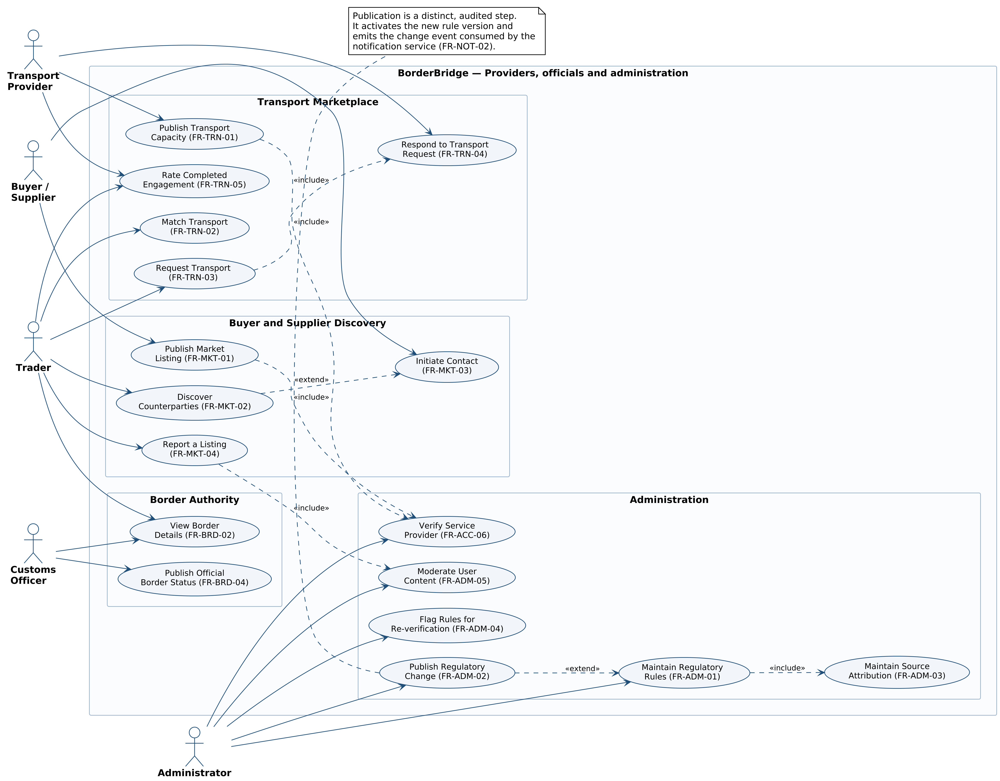 Publication is a distinct, audited step.
It activates the new rule version and
emits the change event consumed by the
notification service (FR-NOT-02).
Transport
Provider
BorderBridge — Providers, officials and administration
Transport Marketplace
Publish Transport
Capacity (FR-TRN-01)
Respond to Transport
Request (FR-TRN-04)
Buyer /
Supplier
Rate Completed
Engagement (FR-TRN-05)
«include»
Match Transport
(FR-TRN-02)
«include»
Request Transport
(FR-TRN-03)
Buyer and Supplier Discovery
Trader
Publish Market
Listing (FR-MKT-01)
Initiate Contact
(FR-MKT-03)
«extend»
Discover
Counterparties (FR-MKT-02)
«include»
Report a Listing
(FR-MKT-04)
Border Authority
Administration
«include»
View Border
Details (FR-BRD-02)
Verify Service
Provider (FR-ACC-06)
Customs
Officer
Publish Official
Border Status (FR-BRD-04)
Moderate User
Content (FR-ADM-05)
Flag Rules for
Re-verification (FR-ADM-04)
Publish Regulatory
Change (FR-ADM-02)
«extend»
Maintain Regulatory
Rules (FR-ADM-01)
«include»
Maintain Source
Attribution (FR-ADM-03)
Administrator